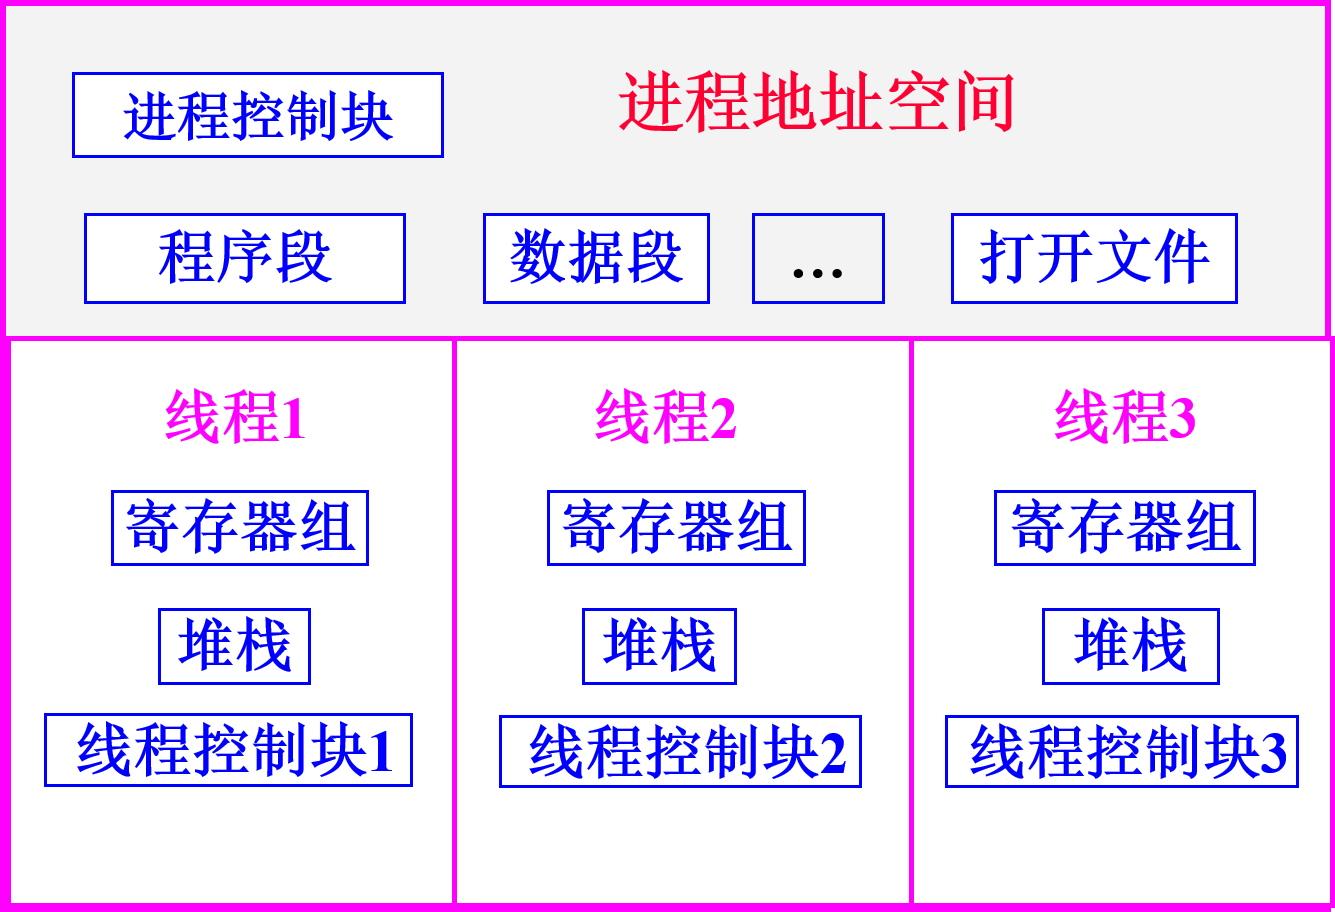 进程控制块
进程地址空间
程序段
数据段
...
打开文件
线程1
线程2
线程3
寄存器组
寄存器组
寄存器组
堆栈
堆栈
堆栈
线程控制块1
线程控制块2
线程控制块3